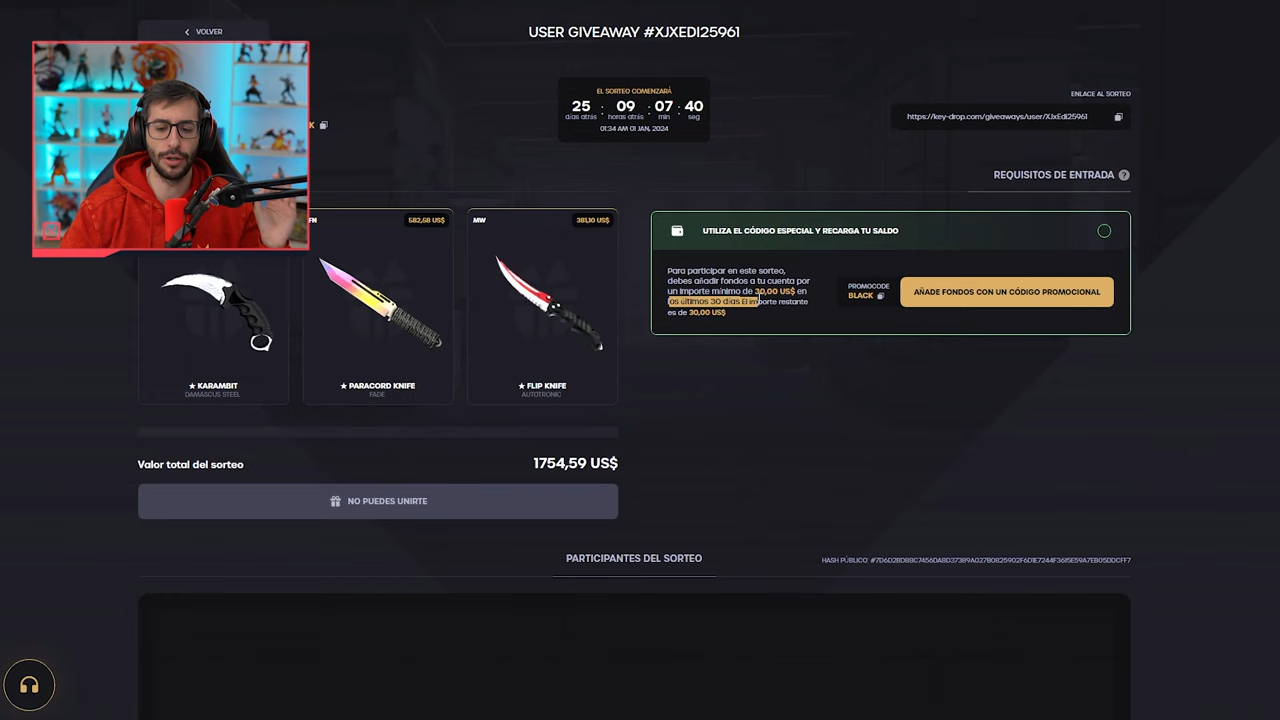 VOLVER
USER GIVEAWAY #XJXEDI25961
EL SORTEO COMENZARÁ
25 : 09 : 07 : 40
días atrás horas atrás min seg
01:34 AM 01 JAN, 2024
ENLACE AL SORTEO
https://key-drop.com/giveaways/user/XJxEdi25961
K
REQUISITOS DE ENTRADA ?
FN 582,68 US$
MW 381,10 US$
★ KARAMBIT
DAMASCUS STEEL
★ PARACORD KNIFE
FADE
★ FLIP KNIFE
AUTOTRONIC
UTILIZA EL CÓDIGO ESPECIAL Y RECARGA TU SALDO
Para participar en este sorteo,
debes añadir fondos a tu cuenta por
un importe mínimo de 30,00 US$ en
los últimos 30 días El importe restante
es de 30,00 US$
PROMOCODE
BLACK
AÑADE FONDOS CON UN CÓDIGO PROMOCIONAL
Valor total del sorteo 1754,59 US$
NO PUEDES UNIRTE
PARTICIPANTES DEL SORTEO
HASH PÚBLICO: